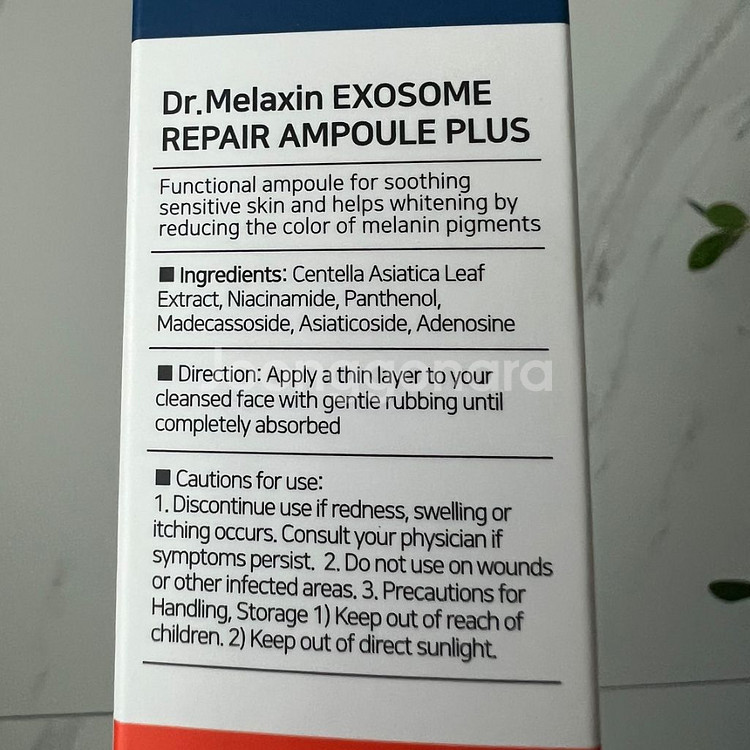 Dr.Melaxin EXOSOME
REPAIR AMPOULE PLUS
Functional ampoule for soothing
sensitive skin and helps whitening by
reducing the color of melanin pigments
■ Ingredients: Centella Asiatica Leaf
Extract, Niacinamide, Panthenol,
Madecassoside, Asiaticoside, Adenosine
Joonggonara
■ Direction: Apply a thin layer to your
cleansed face with gentle rubbing until
completely absorbed
■ Cautions for use:
1. Discontinue use if redness, swelling or
itching occurs. Consult your physician if
symptoms persist. 2. Do not use on wounds
or other infected areas. 3. Precautions for
Handling, Storage 1) Keep out of reach of
children. 2) Keep out of direct sunlight.